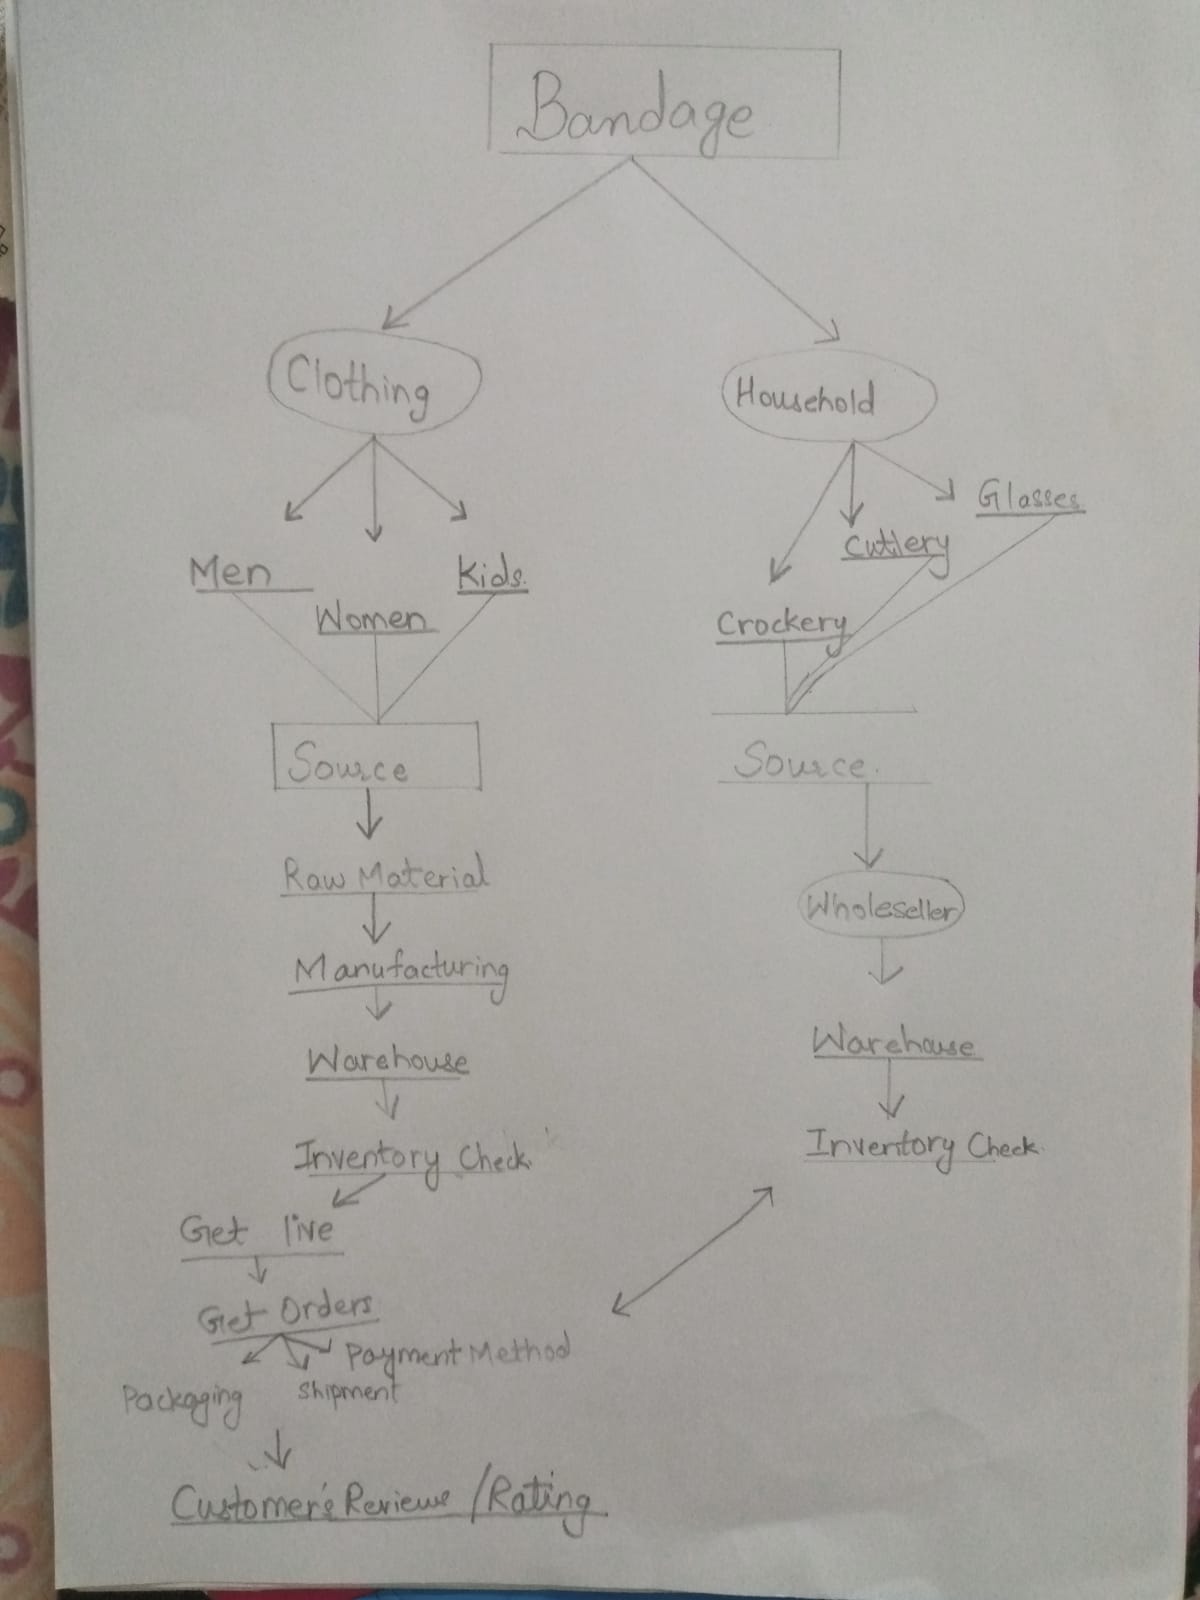 Bandage
Clothing
Household
Men
Women
Kids.
Crockery
Cutlery
Glasses
Source
Raw Material
Manufacturing
Warehouse
Inventory Check.
Source.
Wholeseller
Warehouse
Inventory Check.
Get live
Get Orders
Payment Method
Packaging
Shipment
Customer's Reviews / Rating